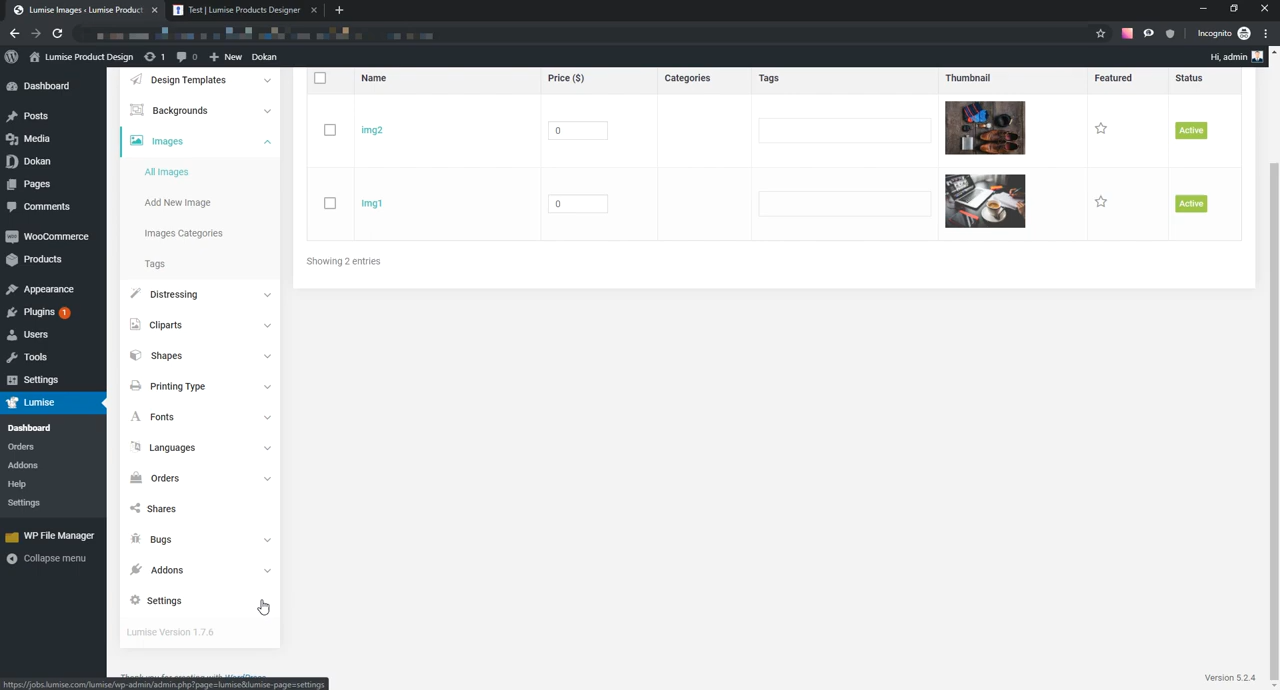 Lumise Images ‹ Lumise Product
Test | Lumise Products Designer
Incognito
Lumise Product Design
1
0
New
Dokan
Hi, admin
Dashboard
Posts
Media
Dokan
Pages
Comments
WooCommerce
Products
Appearance
Plugins 1
Users
Tools
Settings
Lumise
Dashboard
Orders
Addons
Help
Settings
WP File Manager
Collapse menu
Design Templates
Backgrounds
Images
All Images
Add New Image
Images Categories
Tags
Distressing
Cliparts
Shapes
Printing Type
Fonts
Languages
Orders
Shares
Bugs
Addons
Settings
Lumise Version 1.7.6
Name Price ($) Categories Tags Thumbnail Featured Status
img2 0 Active
Img1 0 Active
Showing 2 entries
Version 5.2.4
https://jobs.lumise.com/lumise/wp-admin/admin.php?page=lumise&lumise-page=settings